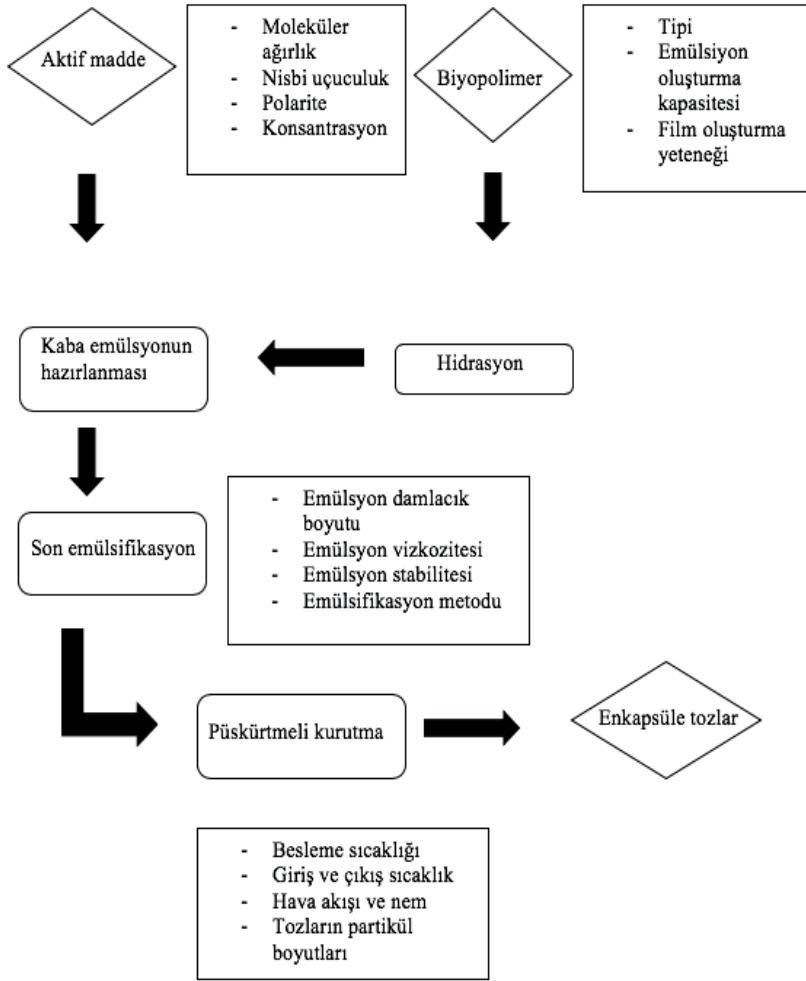 Aktif madde
- Moleküler
ağırlık
- Nisbi uçuculuk
- Polarite
- Konsantrasyon
Biyopolimer
- Tipi
- Emülsiyon
oluşturma
kapasitesi
- Film oluşturma
yeteneği
Kaba emülsyonun
hazırlanması
Hidrasyon
Son emülsifikasyon
- Emülsyon damlacık
boyutu
- Emülsyon vizkozitesi
- Emülsyon stabilitesi
- Emülsifikasyon metodu
Püskürtmeli kurutma
Enkapsüle tozlar
- Besleme sıcaklığı
- Giriş ve çıkış sıcaklık
- Hava akışı ve nem
- Tozların partikül
boyutları